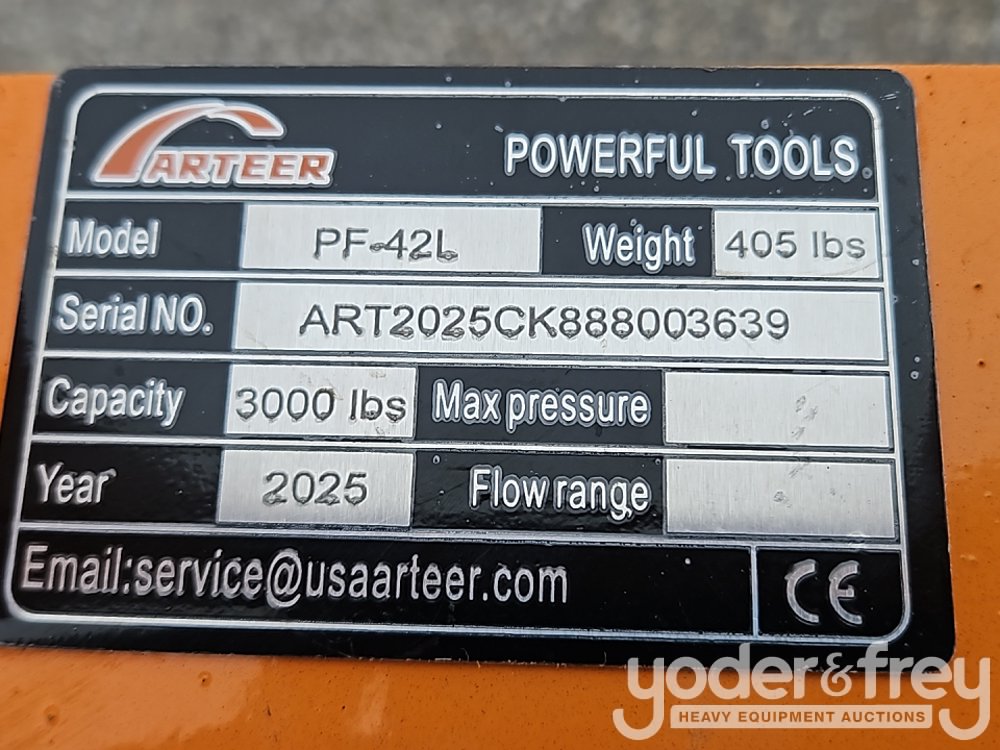 ARTEER POWERFUL TOOLS
Model PF-42L Weight 405 lbs
Serial NO. ART2025CK888003639
Capacity 3000 lbs Max pressure
Year 2025 Flow range
Email:service@usaarteer.com CE
yoder&frey
HEAVY EQUIPMENT AUCTIONS